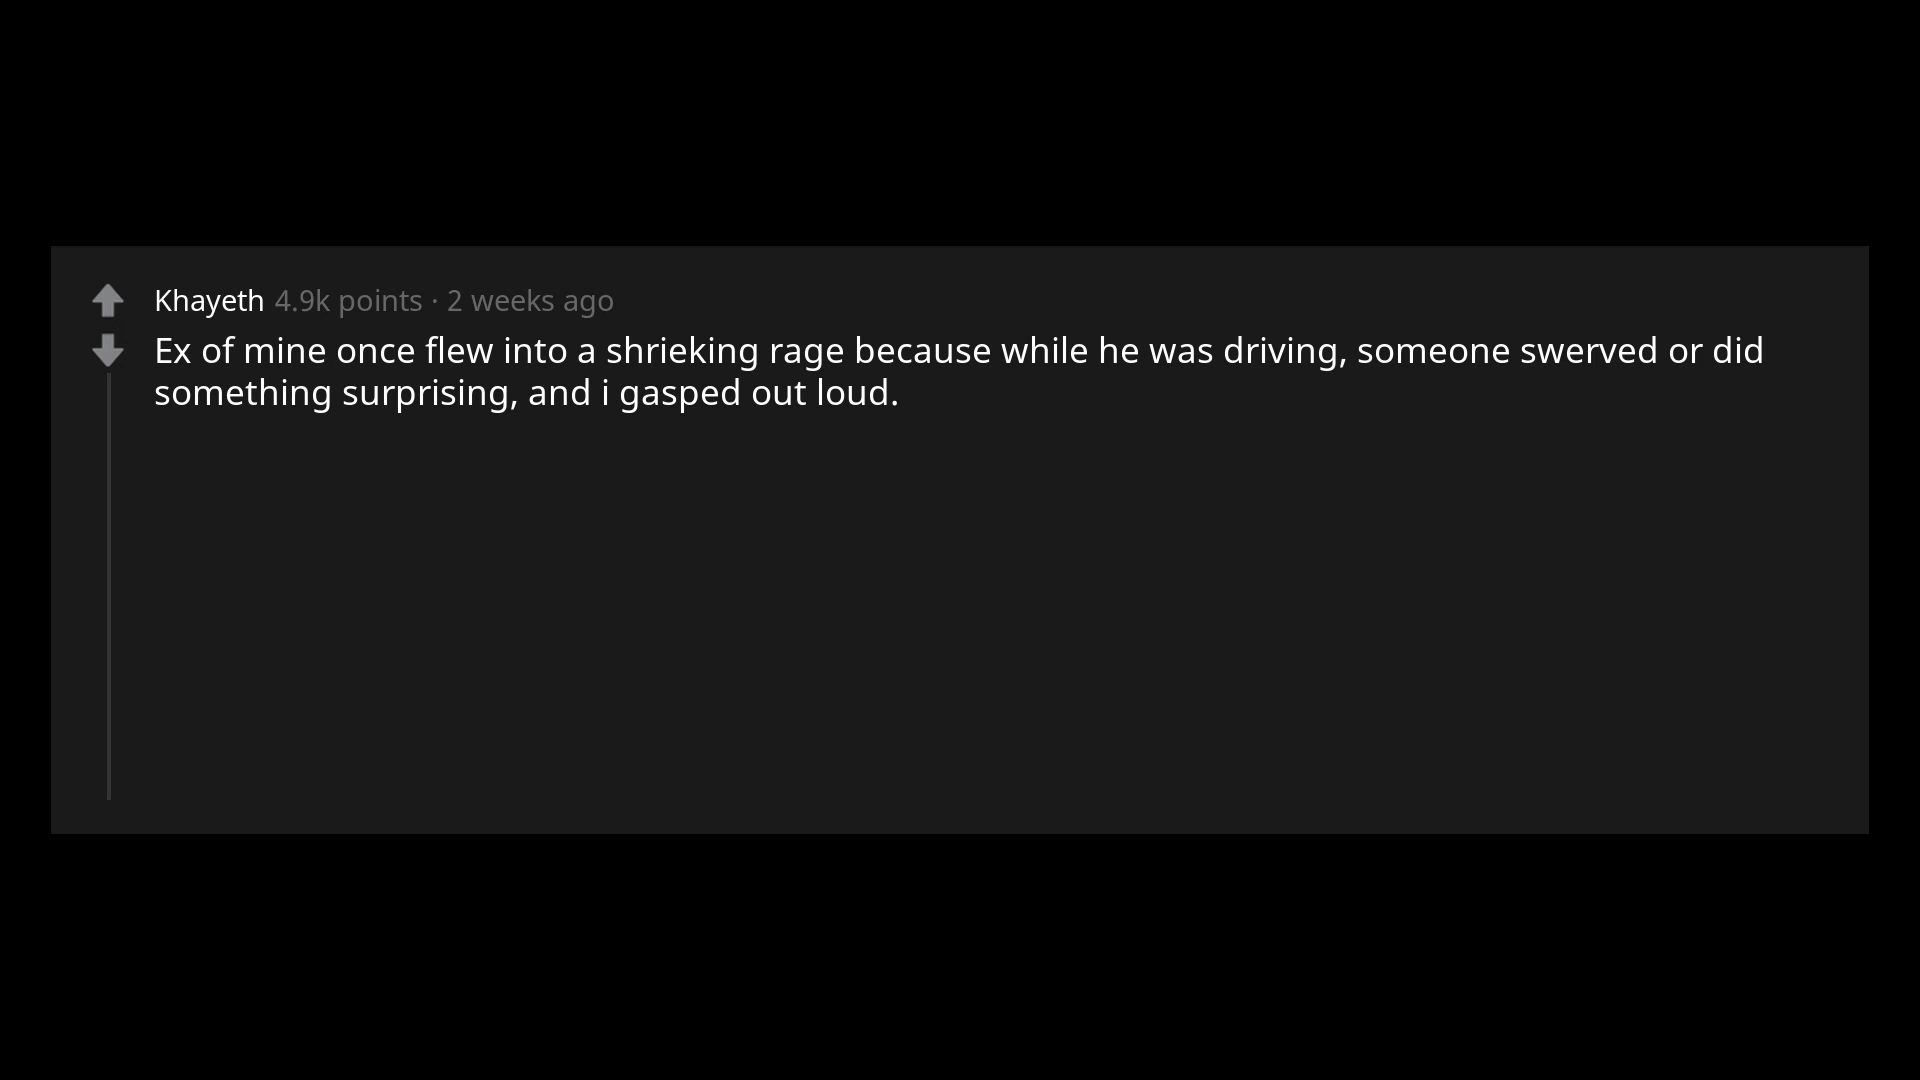 Khayeth 4.9k points · 2 weeks ago
Ex of mine once flew into a shrieking rage because while he was driving, someone swerved or did
something surprising, and i gasped out loud.